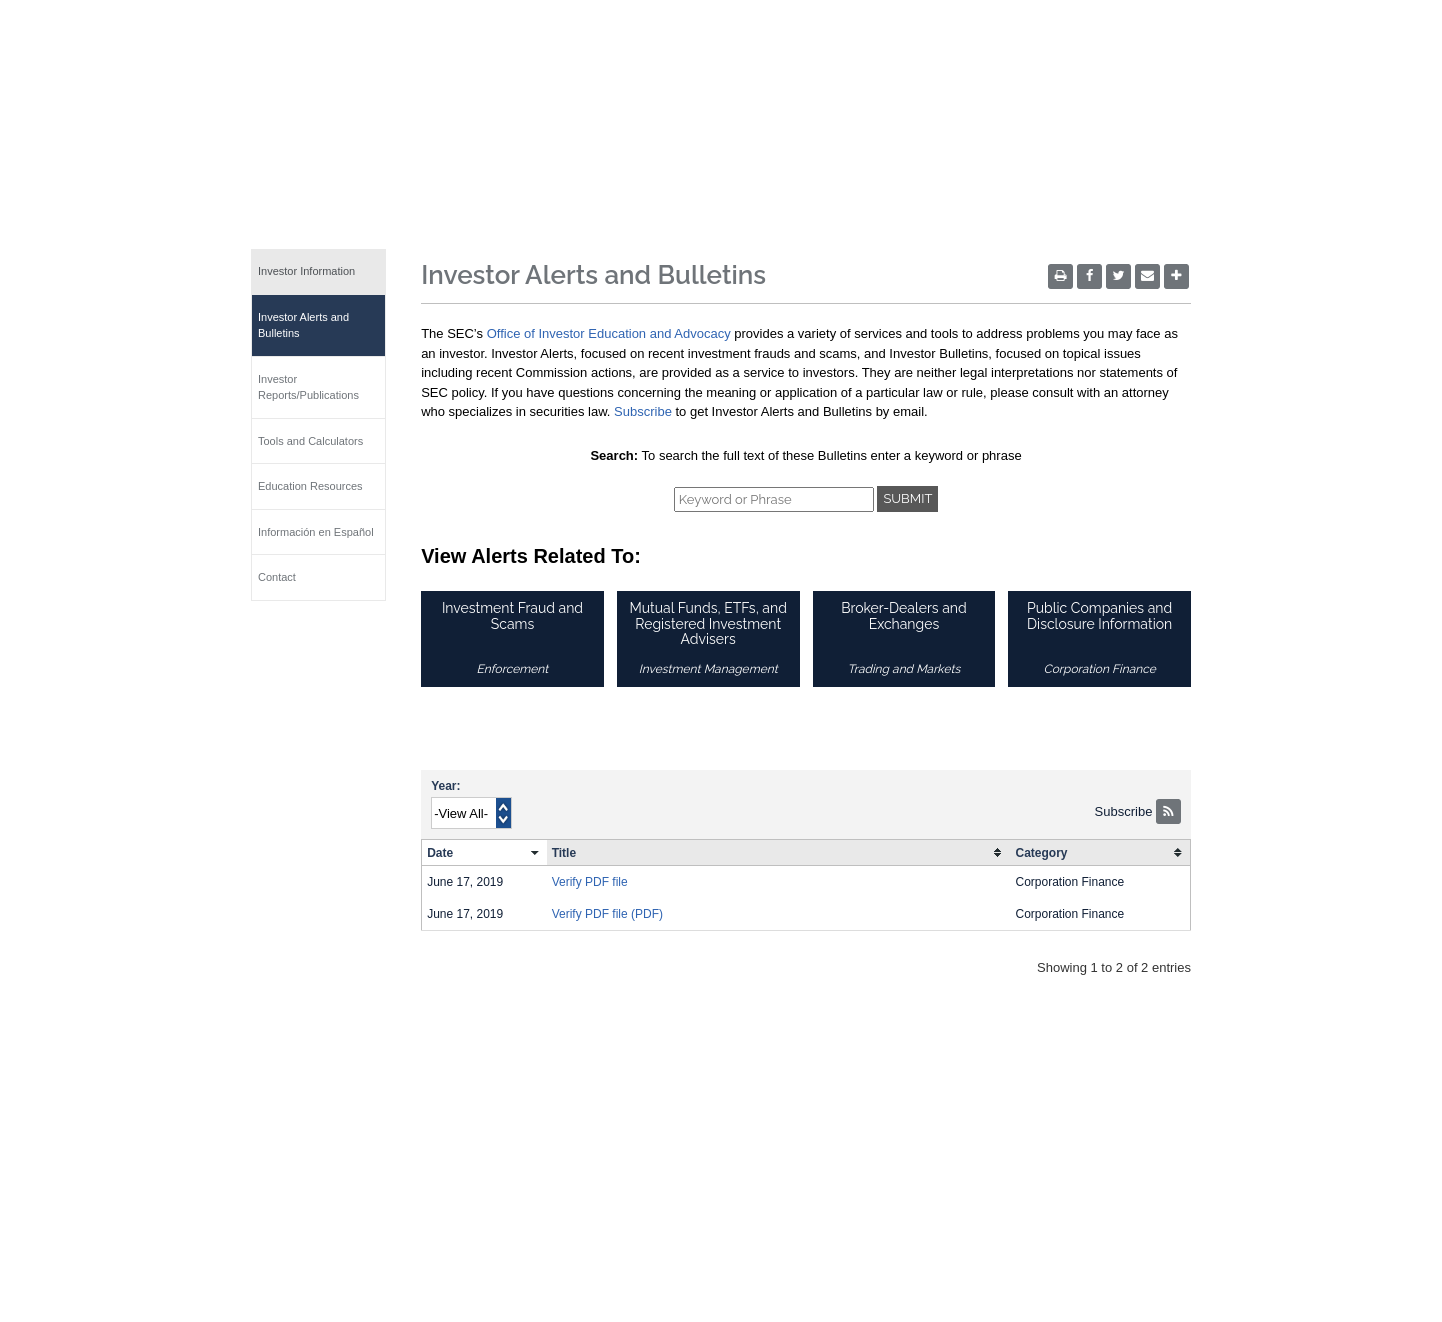 Investor Information
Investor Alerts and
Bulletins
Investor
Reports/Publications
Tools and Calculators
Education Resources
Información en Español
Contact
Investor Alerts and Bulletins
The SEC's Office of Investor Education and Advocacy provides a variety of services and tools to address problems you may face as
an investor. Investor Alerts, focused on recent investment frauds and scams, and Investor Bulletins, focused on topical issues
including recent Commission actions, are provided as a service to investors. They are neither legal interpretations nor statements of
SEC policy. If you have questions concerning the meaning or application of a particular law or rule, please consult with an attorney
who specializes in securities law. Subscribe to get Investor Alerts and Bulletins by email.
Search: To search the full text of these Bulletins enter a keyword or phrase
Keyword or Phrase SUBMIT
View Alerts Related To:
Investment Fraud and
Scams
Enforcement
Mutual Funds, ETFs, and
Registered Investment
Advisers
Investment Management
Broker-Dealers and
Exchanges
Trading and Markets
Public Companies and
Disclosure Information
Corporation Finance
Year:
-View All-
Subscribe
Date Title Category
June 17, 2019 Verify PDF file Corporation Finance
June 17, 2019 Verify PDF file (PDF) Corporation Finance
Showing 1 to 2 of 2 entries